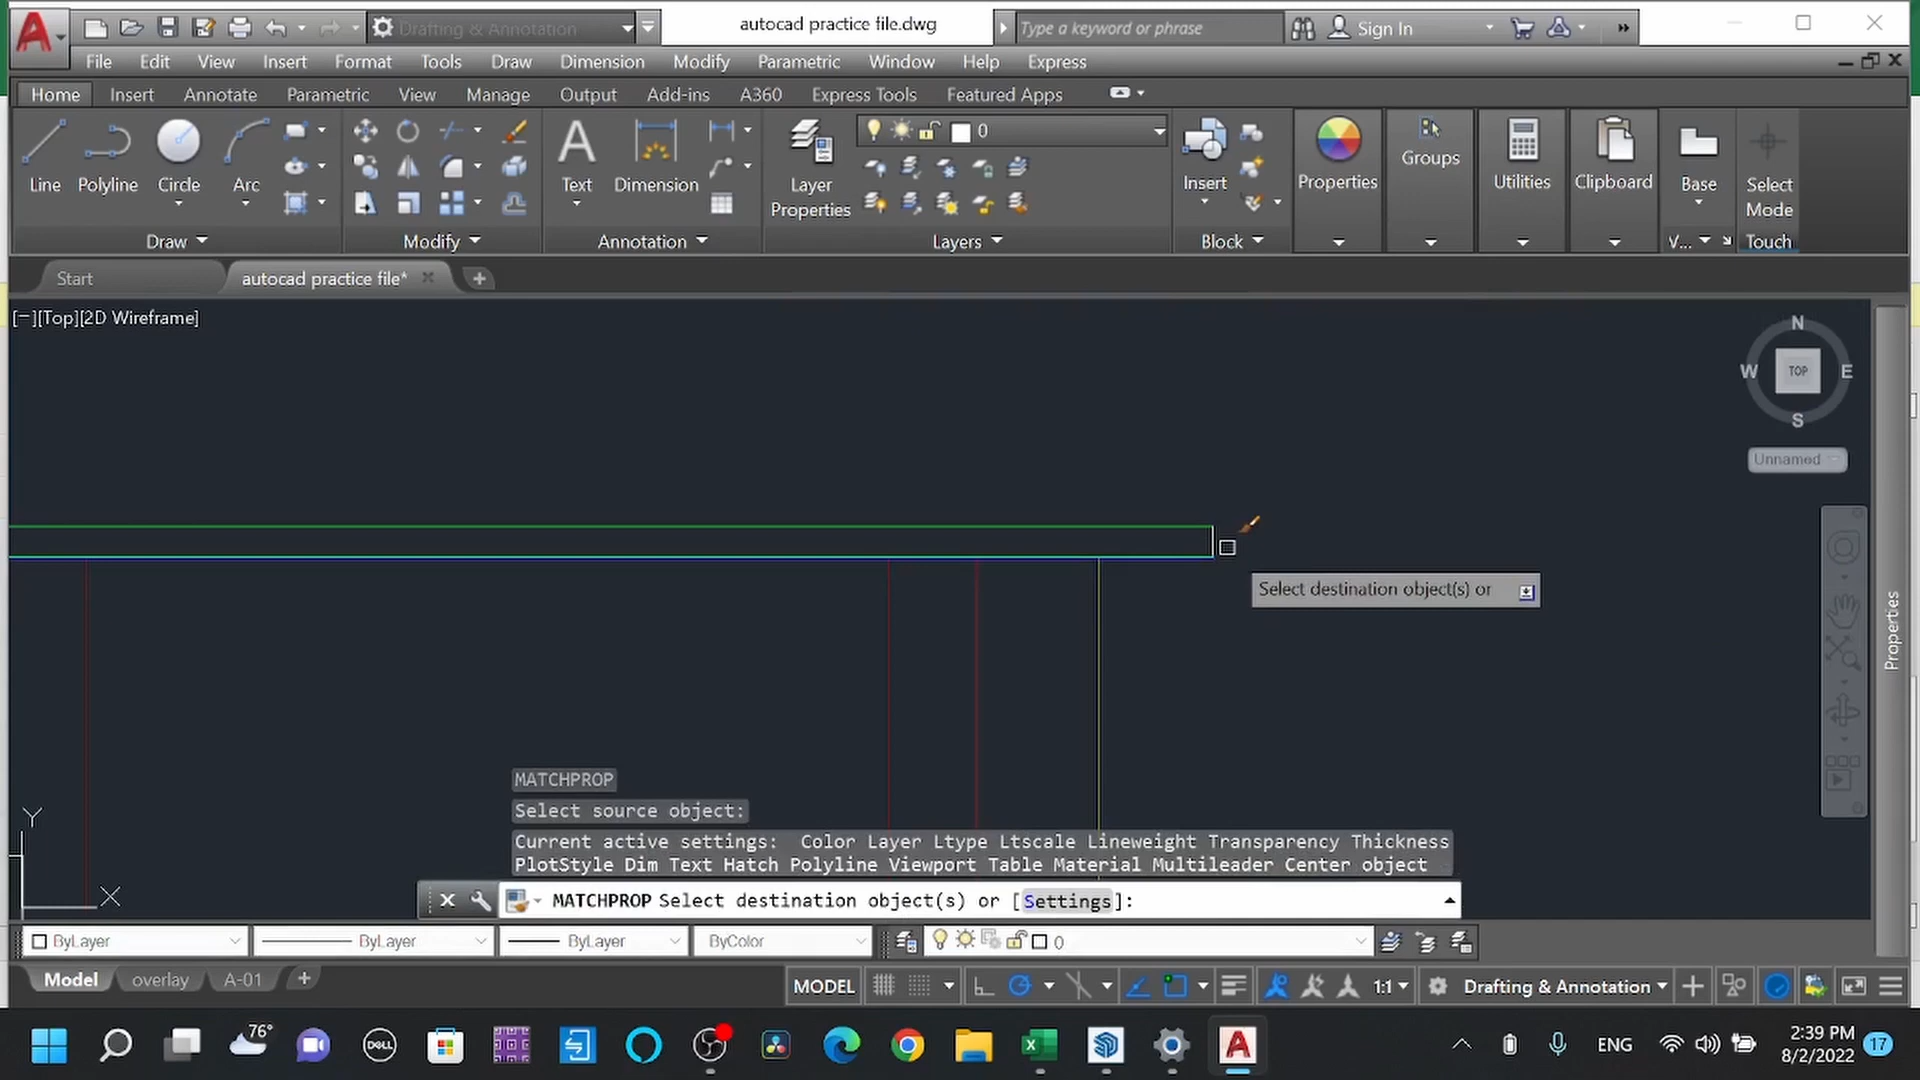 Drafting & Annotation
autocad practice file.dwg
Type a keyword or phrase
Sign In
File Edit View Insert Format Tools Draw Dimension Modify Parametric Window Help Express
Home Insert Annotate Parametric View Manage Output Add-ins A360 Express Tools Featured Apps
0
Line Polyline Circle Arc
Text Dimension
Layer Properties
Insert
Properties Groups Utilities Clipboard Base
Select Mode
Draw Modify Annotation Layers Block V... Touch
Start autocad practice file*
[−][Top][2D Wireframe]
N
W TOP E
S
Unnamed
Select destination object(s) or
Properties
MATCHPROP
Select source object:
Current active settings: Color Layer Ltype Ltscale Lineweight Transparency Thickness
PlotStyle Dim Text Hatch Polyline Viewport Table Material Multileader Center object
Y
X
MATCHPROP Select destination object(s) or [Settings]:
ByLayer ByLayer ByLayer ByColor 0
Model overlay A-01
MODEL 1:1 Drafting & Annotation
76°
DELL
ENG
2:39 PM
8/2/2022
17